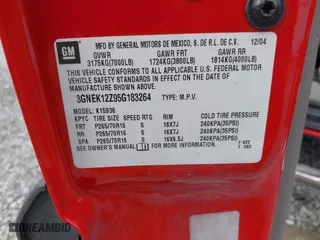 GM
MFD BY GENERAL MOTORS DE MEXICO, S. DE R.L. DE C.V. 12/04
GVWR GAWR FRT GAWR RR
3175KG(7000LB) 1724KG(3800LB) 1814KG(4000LB)
THIS VEHICLE CONFORMS TO ALL APPLICABLE U.S. FEDERAL MOTOR
VEHICLE SAFETY STANDARDS IN EFFECT ON THE DATE OF
MANUFACTURE SHOWN ABOVE.
3GNEK12Z95G183264 TYPE: M.P.V.
MODEL: K15936
KPYC TIRE SIZE SPEED RTG RIM COLD TIRE PRESSURE
FRT P265/70R16 S 16X7J 240KPA(35PSI)
RR P265/70R16 S 16X7J 240KPA(35PSI)
SPA P265/70R16 S 16X6.5J 240KPA(35PSI)
SEE OWNERS MANUAL FOR MORE INFORMATION.